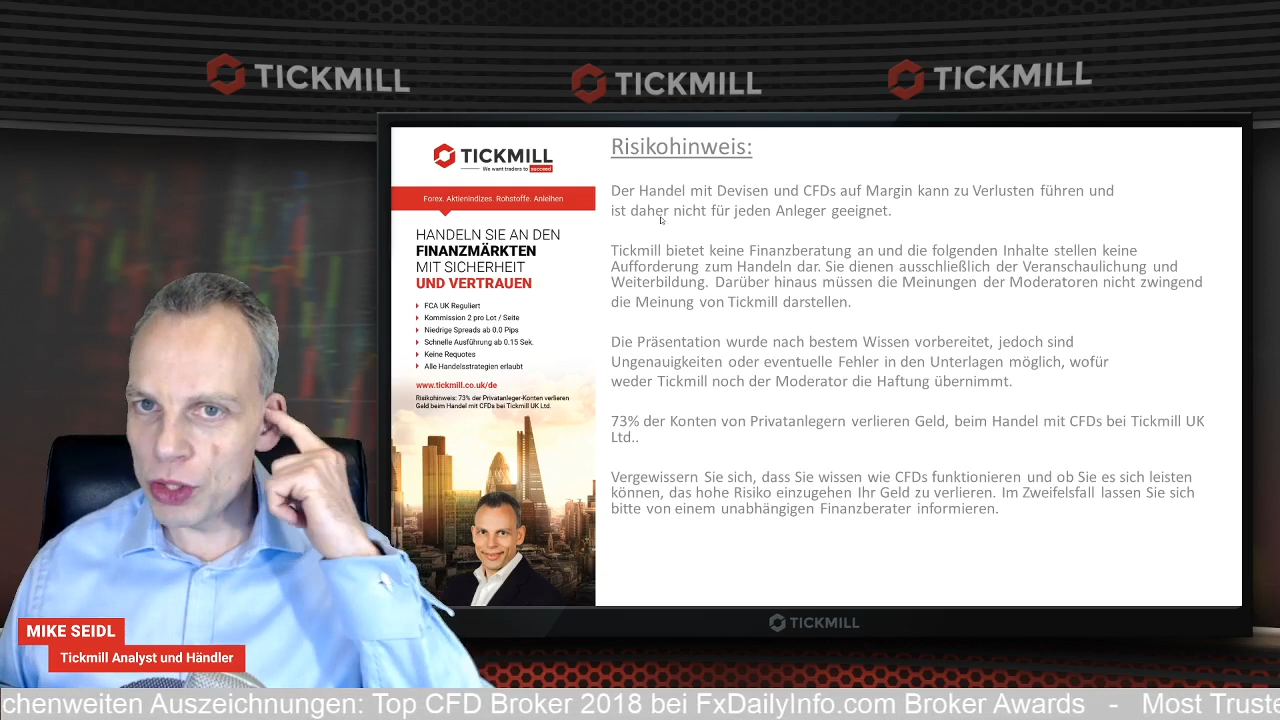 TICKMILL
TICKMILL
TICKMILL
TICKMILL
We want traders to succeed
Forex. Aktienindizes. Rohstoffe. Anleihen
HANDELN SIE AN DEN
FINANZMÄRKTEN
MIT SICHERHEIT
UND VERTRAUEN
FCA UK Reguliert
Kommission 2 pro Lot / Seite
Niedrige Spreads ab 0.0 Pips
Schnelle Ausführung ab 0.15 Sek.
Keine Requotes
Alle Handelsstrategien erlaubt
www.tickmill.co.uk/de
Risikohinweis: 73% der Privatanleger-Konten verlieren
Geld beim Handel mit CFDs bei Tickmill UK Ltd.
Risikohinweis:
Der Handel mit Devisen und CFDs auf Margin kann zu Verlusten führen und
ist daher nicht für jeden Anleger geeignet.
Tickmill bietet keine Finanzberatung an und die folgenden Inhalte stellen keine
Aufforderung zum Handeln dar. Sie dienen ausschließlich der Veranschaulichung und
Weiterbildung. Darüber hinaus müssen die Meinungen der Moderatoren nicht zwingend
die Meinung von Tickmill darstellen.
Die Präsentation wurde nach bestem Wissen vorbereitet, jedoch sind
Ungenauigkeiten oder eventuelle Fehler in den Unterlagen möglich, wofür
weder Tickmill noch der Moderator die Haftung übernimmt.
73% der Konten von Privatanlegern verlieren Geld, beim Handel mit CFDs bei Tickmill UK
Ltd..
Vergewissern Sie sich, dass Sie wissen wie CFDs funktionieren und ob Sie es sich leisten
können, das hohe Risiko einzugehen Ihr Geld zu verlieren. Im Zweifelsfall lassen Sie sich
bitte von einem unabhängigen Finanzberater informieren.
TICKMILL
MIKE SEIDL
Tickmill Analyst und Händler
chenweiten Auszeichnungen: Top CFD Broker 2018 bei FxDailyInfo.com Broker Awards - Most Truste